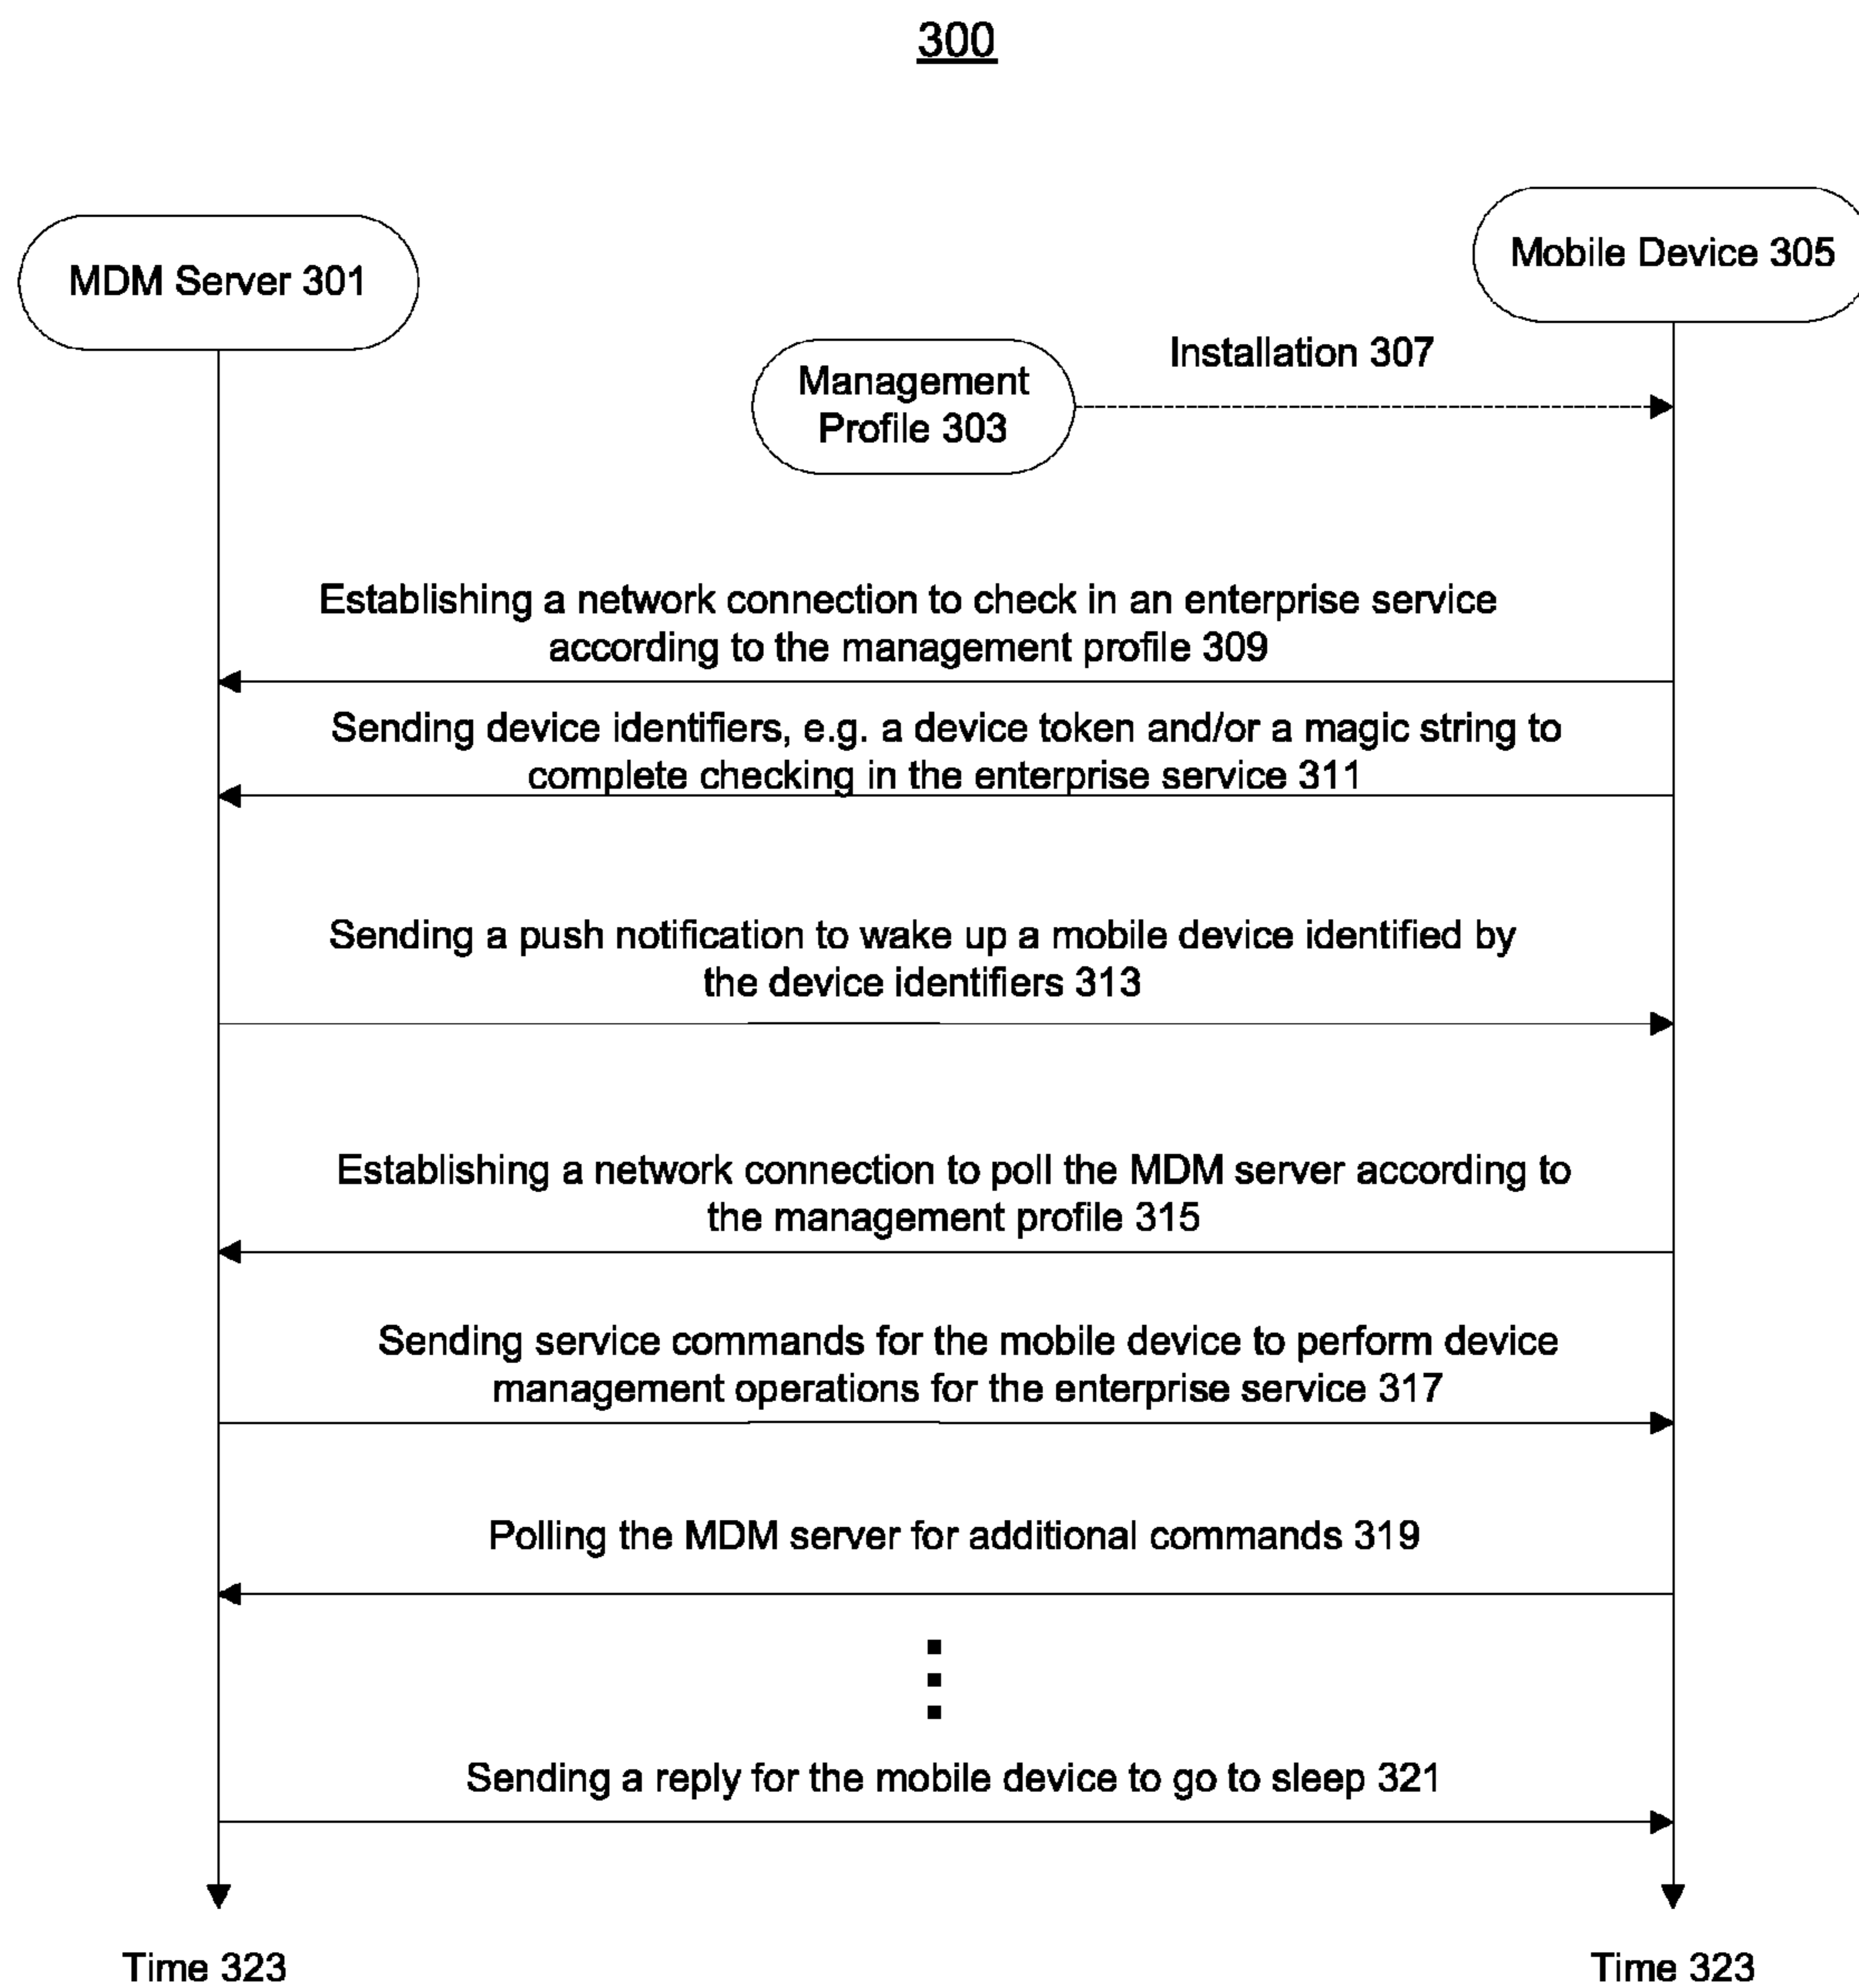 300
MDM Server 301
Mobile Device 305
Management
Profile 303
Installation 307
Establishing a network connection to check in an enterprise service
according to the management profile 309
Sending device identifiers, e.g. a device token and/or a magic string to
complete checking in the enterprise service 311
Sending a push notification to wake up a mobile device identified by
the device identifiers 313
Establishing a network connection to poll the MDM server according to
the management profile 315
Sending service commands for the mobile device to perform device
management operations for the enterprise service 317
Polling the MDM server for additional commands 319
Sending a reply for the mobile device to go to sleep 321
Time 323
Time 323